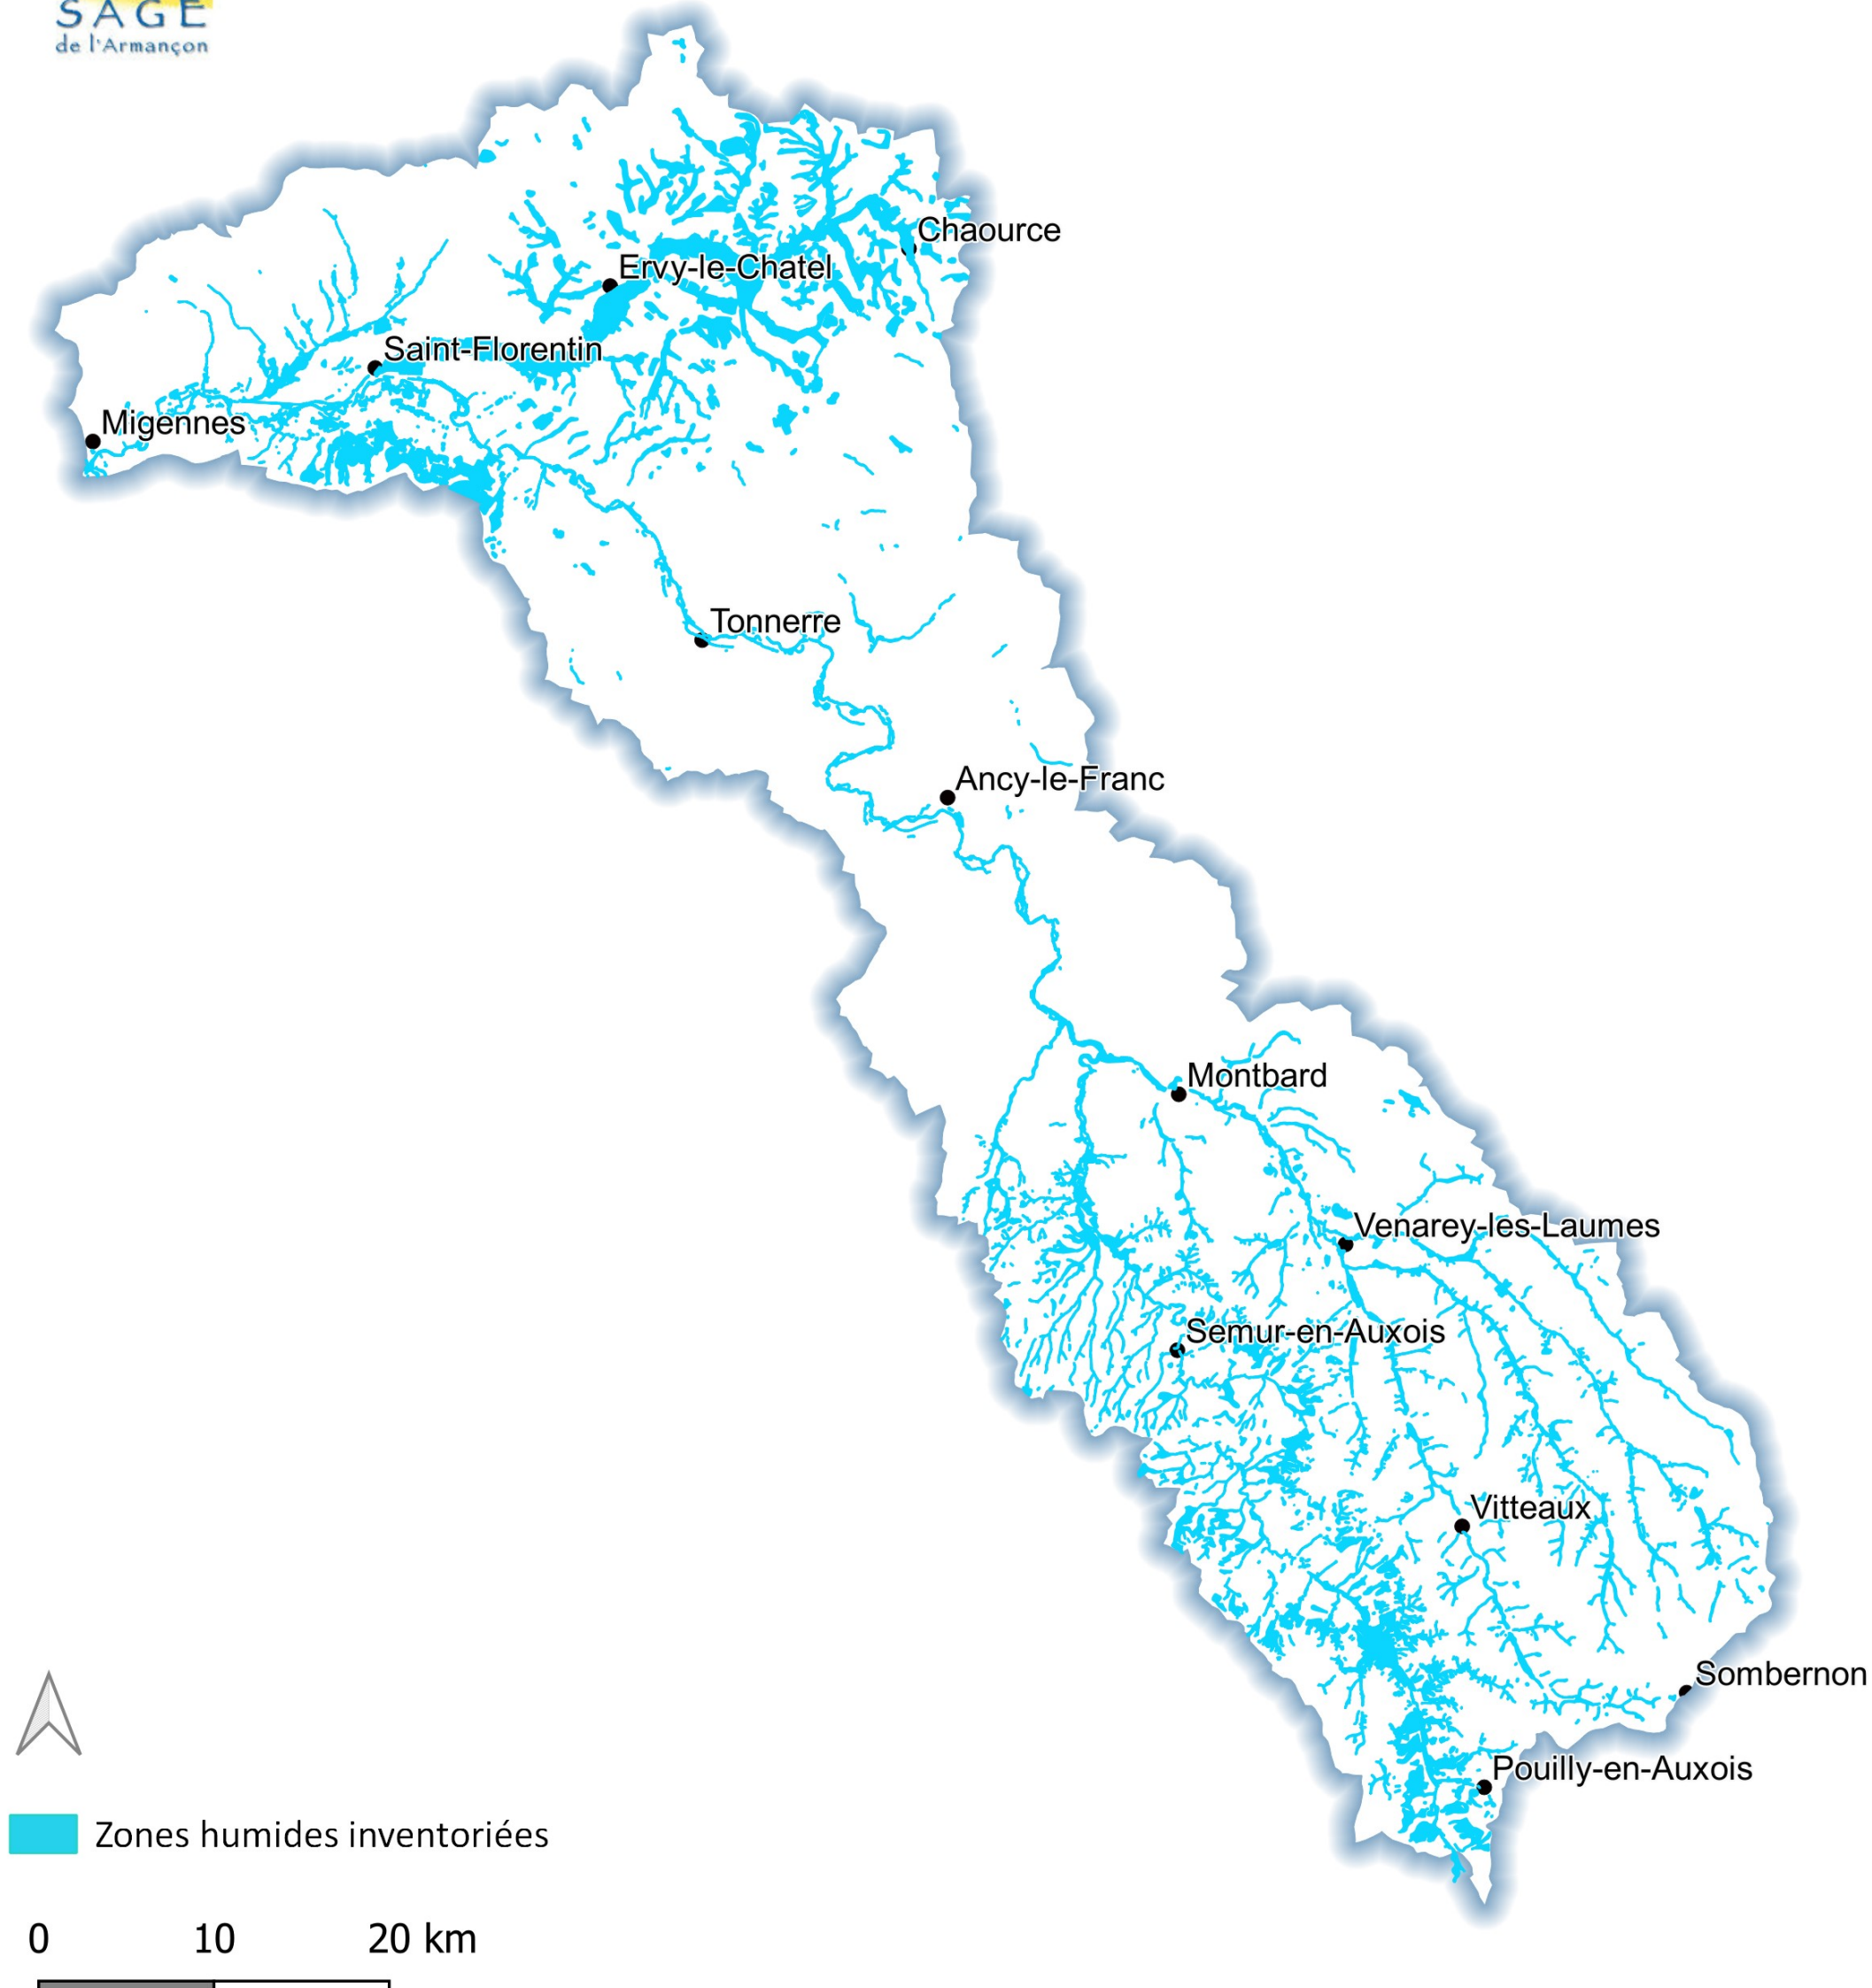 SAGE
de l'Armançon
Chaource
Ervy-le-Chatel
Saint-Florentin
Migennes
Tonnerre
Ancy-le-Franc
Montbard
Venarey-les-Laumes
Semur-en-Auxois
Vitteaux
Sombernon
Pouilly-en-Auxois
Zones humides inventoriées
0 10 20 km